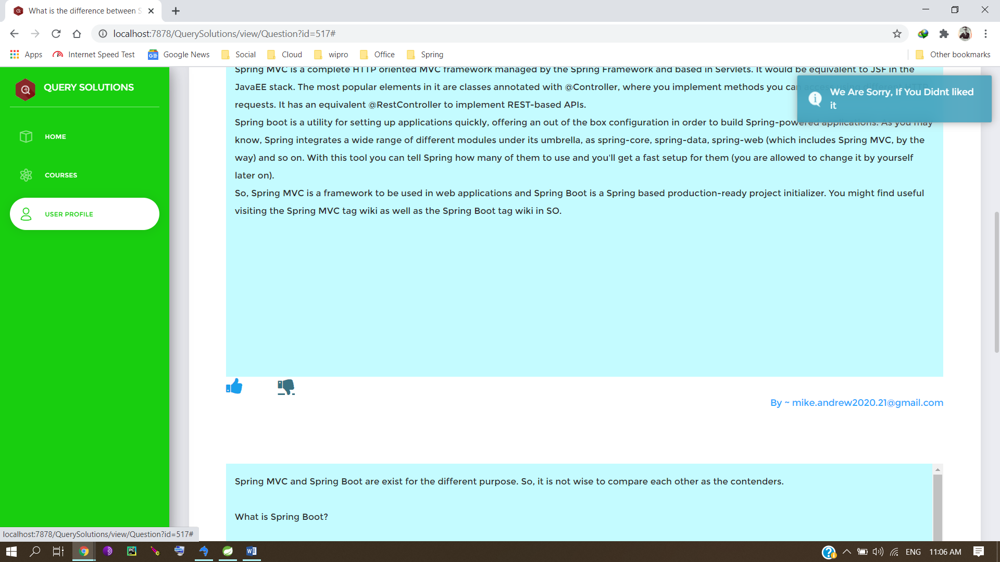 What is the difference between S
localhost:7878/QuerySolutions/view/Question?id=517#
Apps
Internet Speed Test
Google News
Social
Cloud
wipro
Office
Spring
Other bookmarks
QUERY SOLUTIONS
HOME
COURSES
USER PROFILE
Spring MVC is a complete HTTP oriented MVC framework managed by the Spring Framework and based in Servlets. It would be equivalent to JSF in the
JavaEE stack. The most popular elements in it are classes annotated with @Controller, where you implement methods you can access using different HTTP
requests. It has an equivalent @RestController to implement REST-based APIs.
Spring boot is a utility for setting up applications quickly, offering an out of the box configuration in order to build Spring-powered applications. As you may
know, Spring integrates a wide range of different modules under its umbrella, as spring-core, spring-data, spring-web (which includes Spring MVC, by the
way) and so on. With this tool you can tell Spring how many of them to use and you'll get a fast setup for them (you are allowed to change it by yourself
later on).
So, Spring MVC is a framework to be used in web applications and Spring Boot is a Spring based production-ready project initializer. You might find useful
visiting the Spring MVC tag wiki as well as the Spring Boot tag wiki in SO.
We Are Sorry, If You Didnt liked
it
By ~ mike.andrew2020.21@gmail.com
Spring MVC and Spring Boot are exist for the different purpose. So, it is not wise to compare each other as the contenders.
What is Spring Boot?
localhost:7878/QuerySolutions/view/Question?id=517#
ENG
11:06 AM